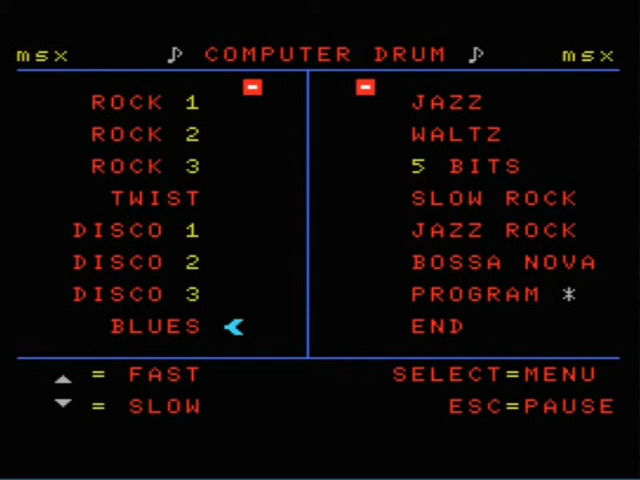 msx ♪ COMPUTER DRUM ♪ msx
ROCK 1
ROCK 2
ROCK 3
TWIST
DISCO 1
DISCO 2
DISCO 3
BLUES
JAZZ
WALTZ
5 BITS
SLOW ROCK
JAZZ ROCK
BOSSA NOVA
PROGRAM *
END
= FAST
= SLOW
SELECT=MENU
ESC=PAUSE